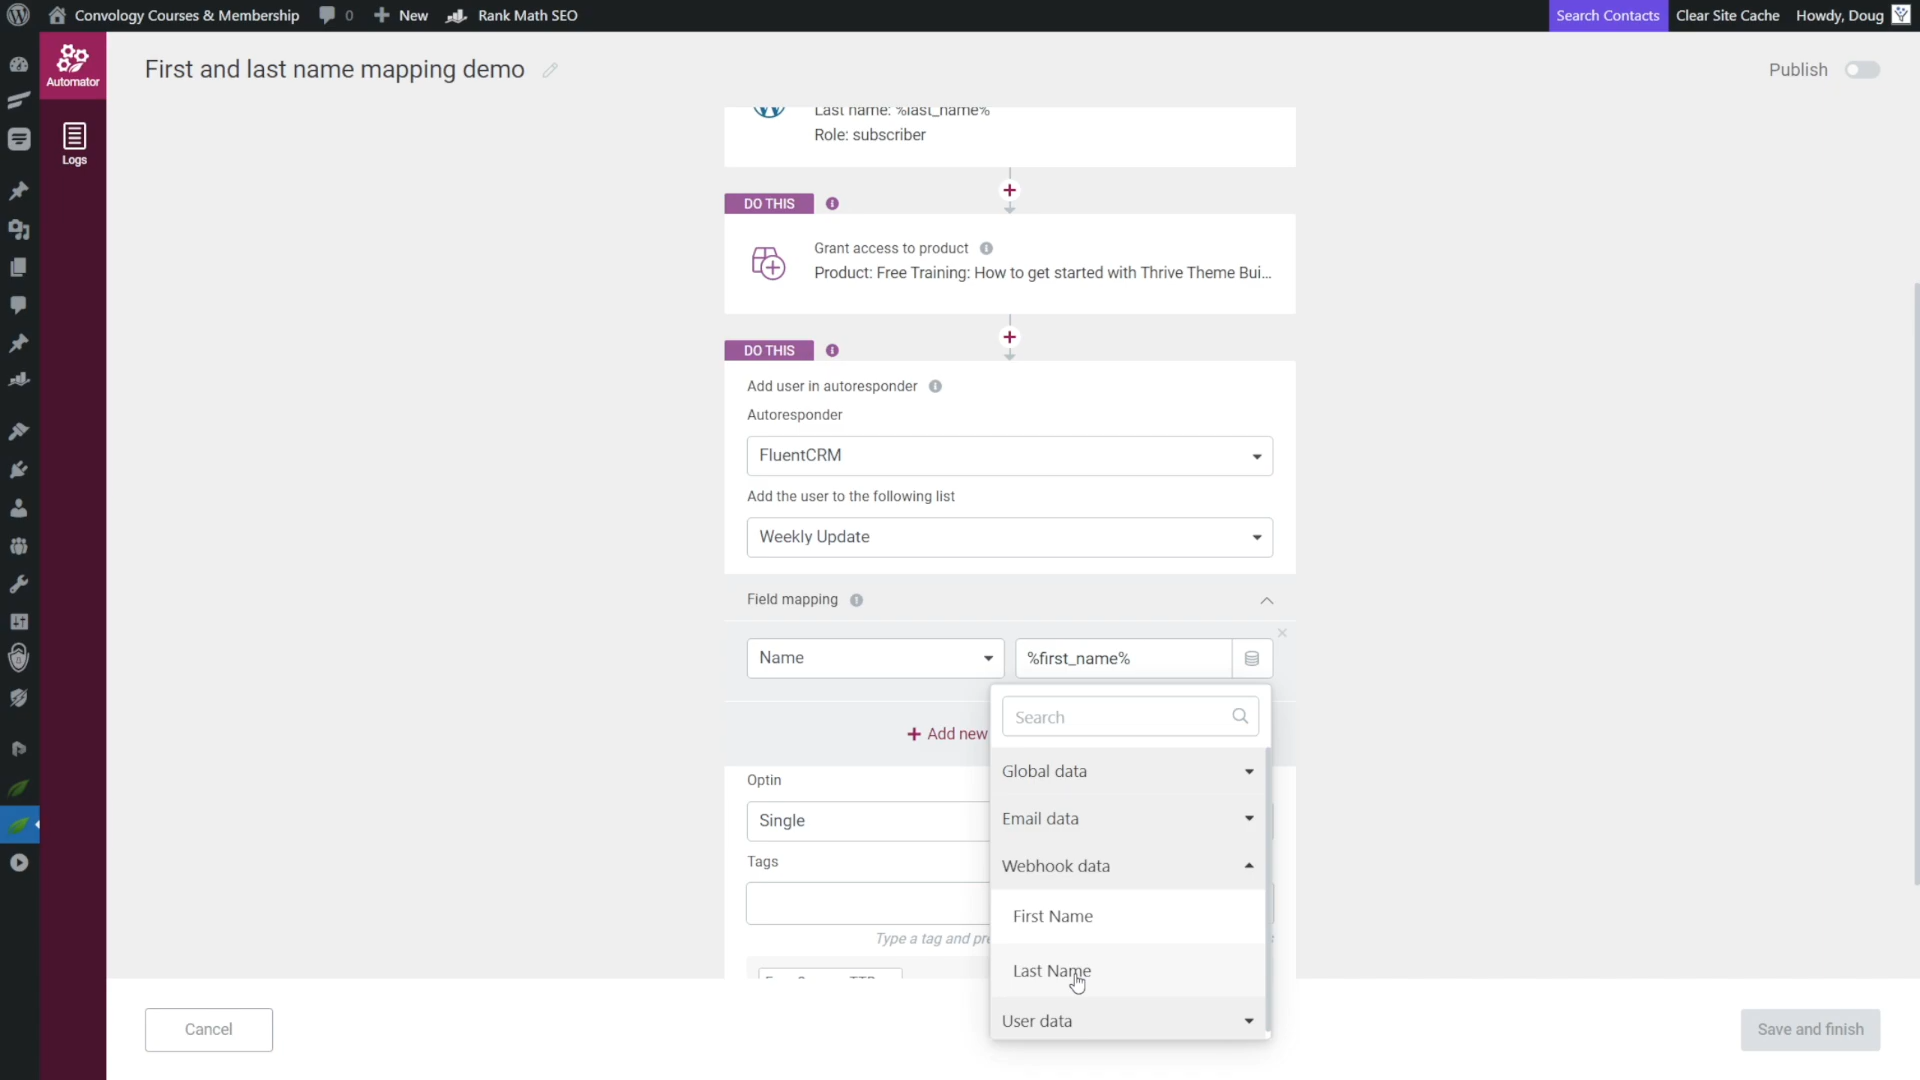 Convology Courses & Membership 0 New Rank Math SEO Search Contacts Clear Site Cache Howdy, Doug
Automator
Logs
First and last name mapping demo
Publish
Last name: %last_name%
Role: subscriber
DO THIS
Grant access to product
Product: Free Training: How to get started with Thrive Theme Bui...
DO THIS
Add user in autoresponder
Autoresponder
FluentCRM
Add the user to the following list
Weekly Update
Field mapping
Name %first_name%
Search
+ Add new
Global data
Optin
Single
Email data
Tags
Webhook data
First Name
Type a tag and
Last Name
User data
Cancel
Save and finish